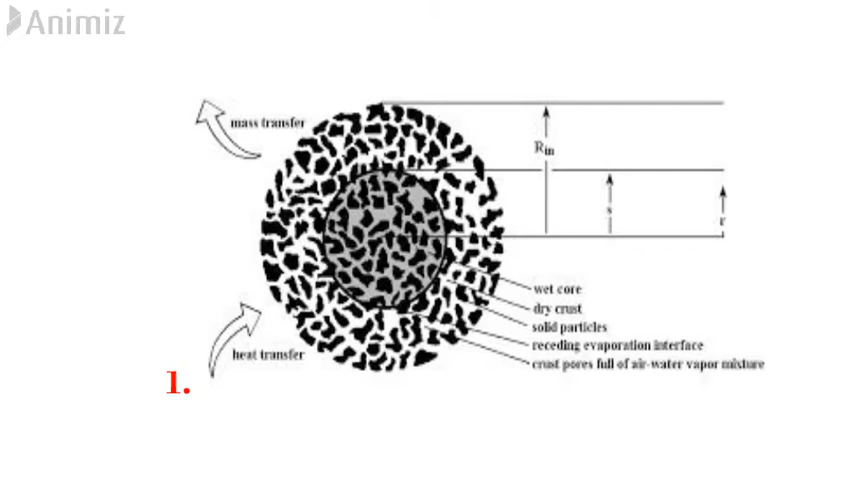 Animiz
mass transfer
Rin
s
r
wet core
dry crust
solid particles
receding evaporation interface
heat transfer
crust pores full of air-water vapor mixture
1.